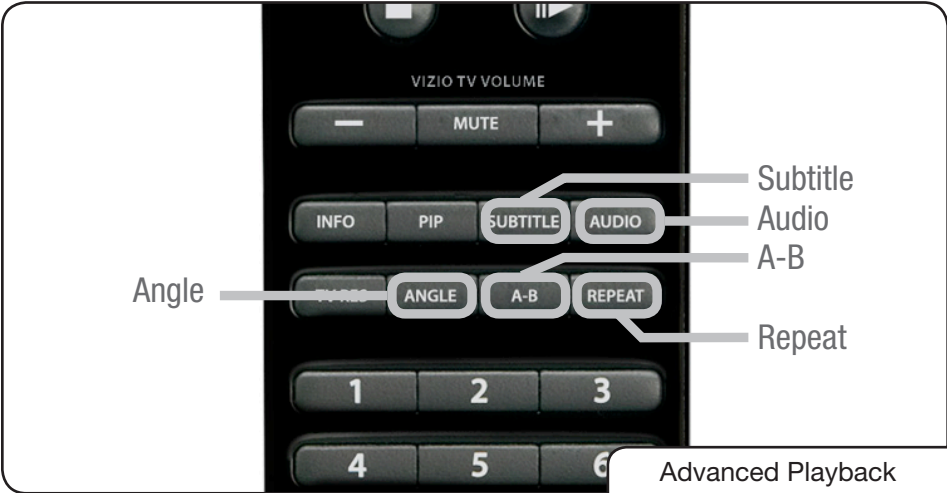 VIZIO TV VOLUME
MUTE
Subtitle
INFO PIP SUBTITLE AUDIO
Audio
A-B
Angle
ANGLE A-B REPEAT
Repeat
1 2 3
4 5 6
Advanced Playback